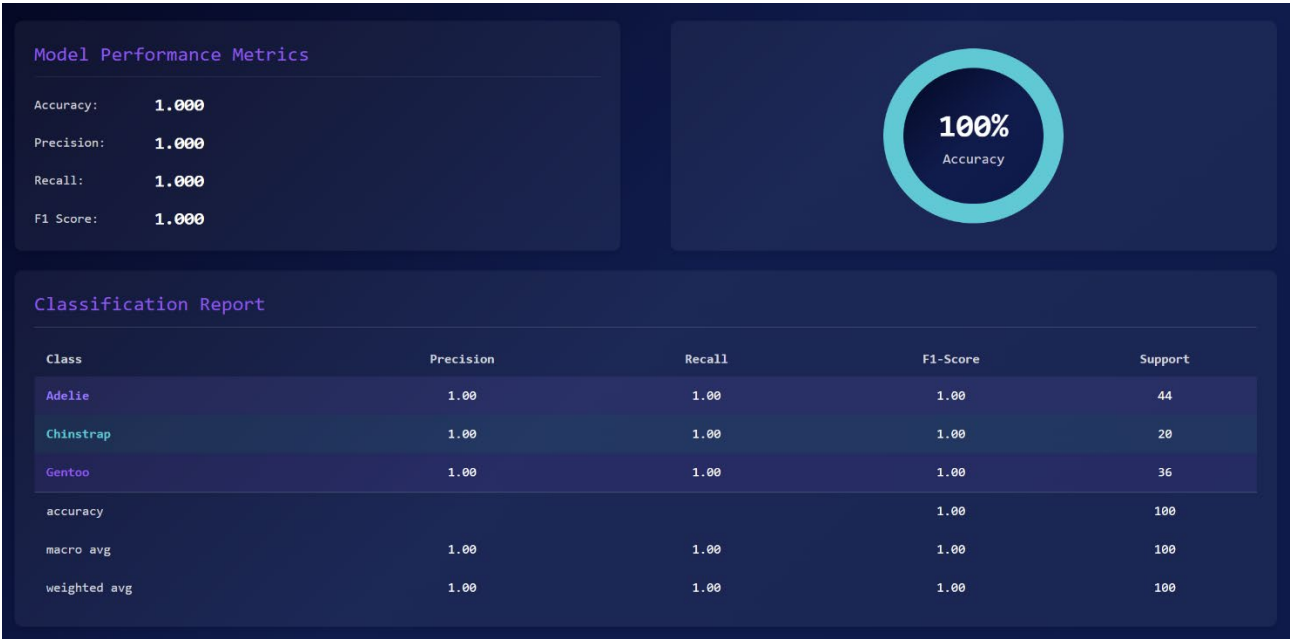 Model Performance Metrics
Accuracy: 1.000
Precision: 1.000
Recall: 1.000
F1 Score: 1.000
100%
Accuracy
Classification Report
Class Precision Recall F1-Score Support
Adelie 1.00 1.00 1.00 44
Chinstrap 1.00 1.00 1.00 20
Gentoo 1.00 1.00 1.00 36
accuracy 1.00 100
macro avg 1.00 1.00 1.00 100
weighted avg 1.00 1.00 1.00 100